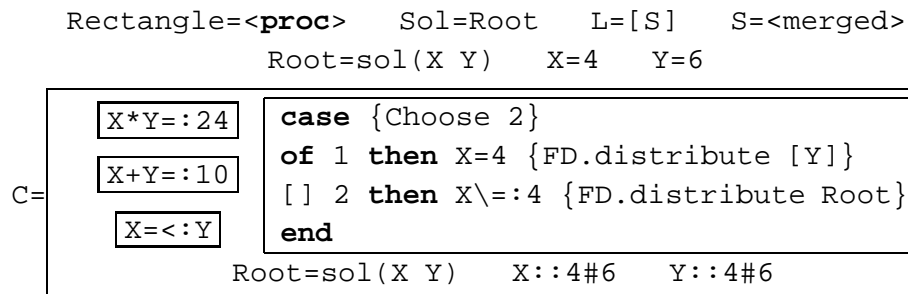 Rectangle=<proc> Sol=Root L=[S] S=<merged>
Root=sol(X Y) X=4 Y=6
X*Y=:24 case {Choose 2}
X+Y=:10 of 1 then X=4 {FD.distribute [Y]}
C= [] 2 then X\=:4 {FD.distribute Root}
X=<:Y end
Root=sol(X Y) X::4#6 Y::4#6